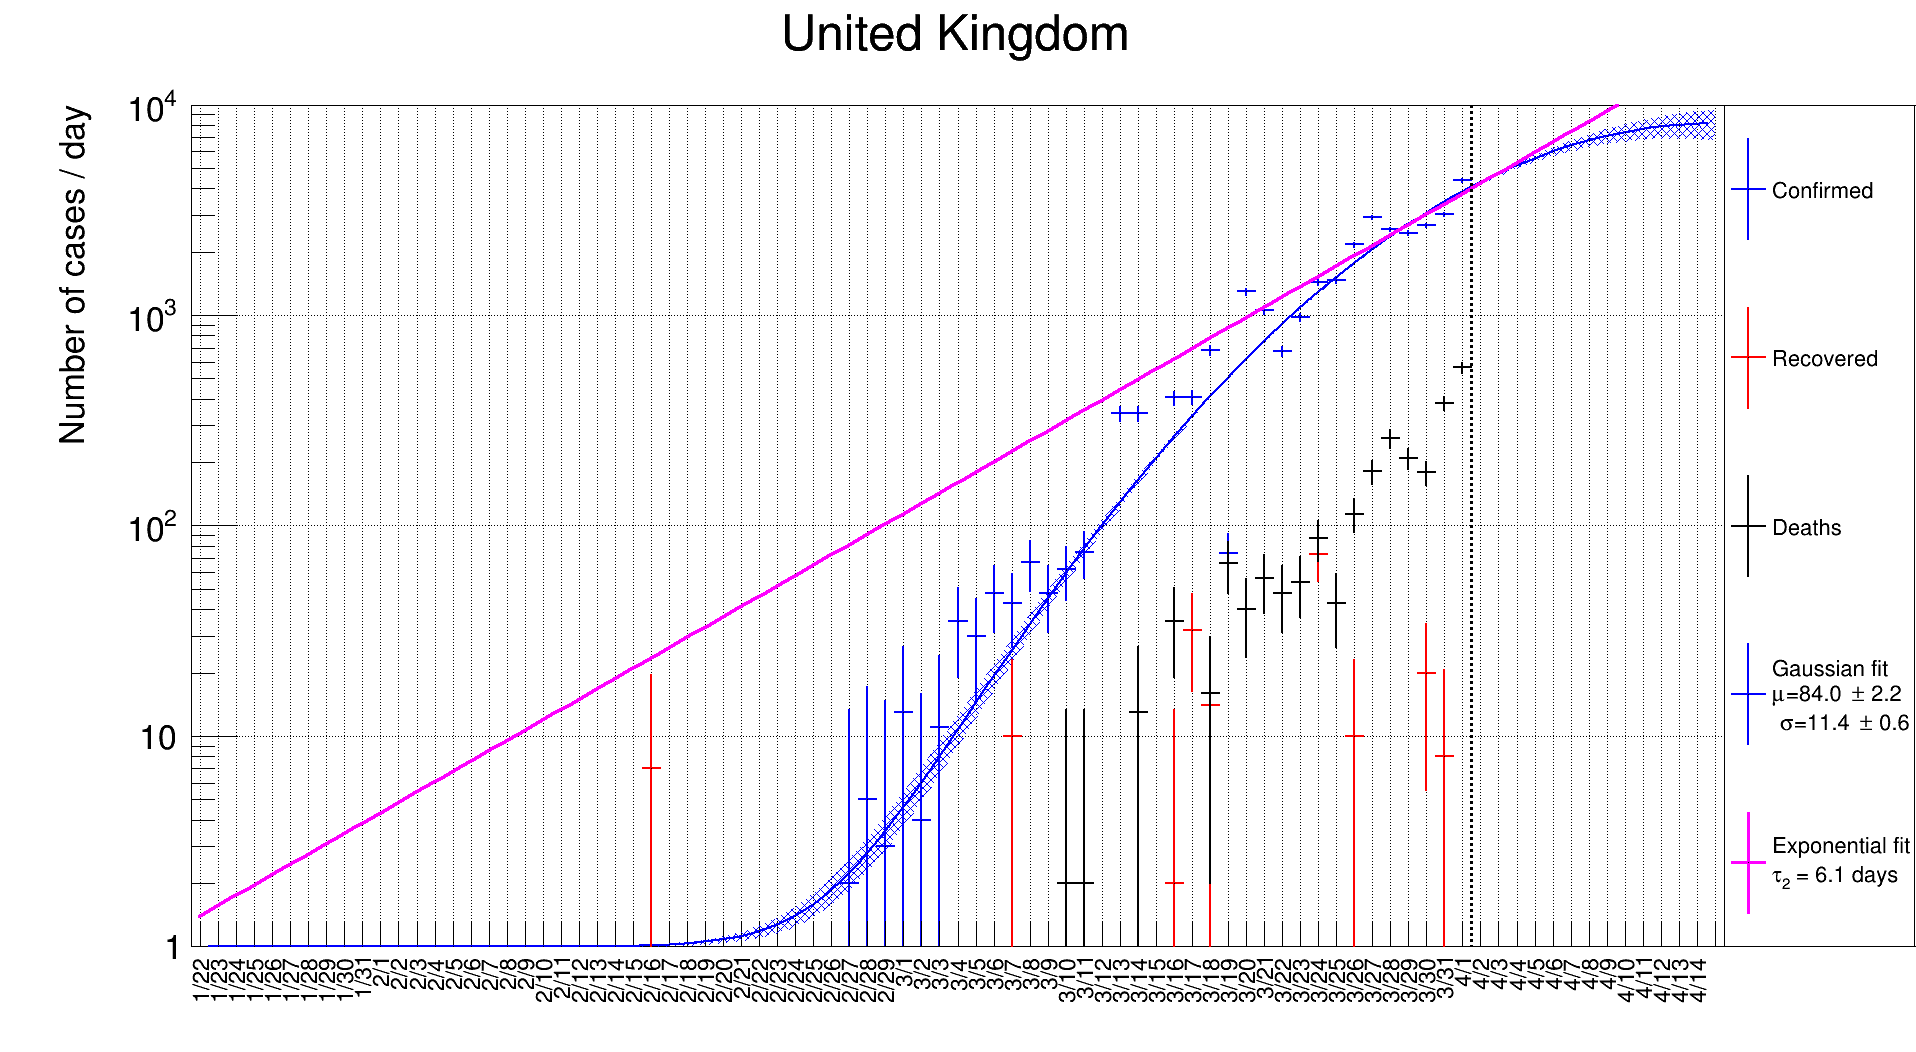 United Kingdom
Number of cases / day
10⁴
10³
10²
10
1
1/22 1/23 1/24 1/25 1/26 1/27 1/28 1/29 1/30 1/31 2/1 2/2 2/3 2/4 2/5 2/6 2/7 2/8 2/9 2/10 2/11 2/12 2/13 2/14 2/15 2/16 2/17 2/18 2/19 2/20 2/21 2/22 2/23 2/24 2/25 2/26 2/27 2/28 2/29 3/1 3/2 3/3 3/4 3/5 3/6 3/7 3/8 3/9 3/10 3/11 3/12 3/13 3/14 3/15 3/16 3/17 3/18 3/19 3/20 3/21 3/22 3/23 3/24 3/25 3/26 3/27 3/28 3/29 3/30 3/31 4/1 4/2 4/3 4/4 4/5 4/6 4/7 4/8 4/9 4/10 4/11 4/12 4/13 4/14
Confirmed
Recovered
Deaths
Gaussian fit
μ=84.0 ± 2.2
σ=11.4 ± 0.6
Exponential fit
τ₂ = 6.1 days